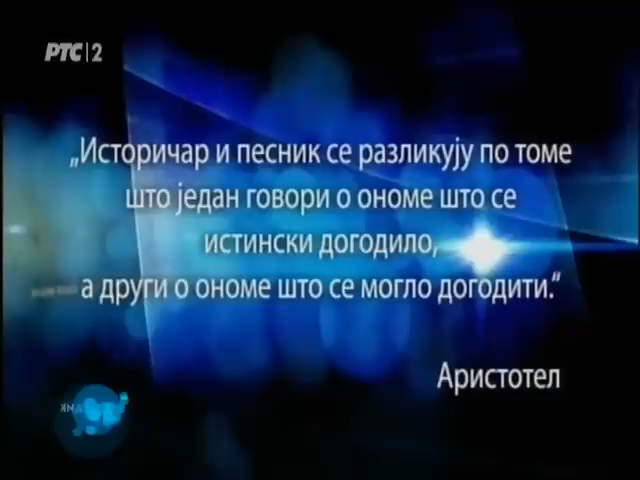 РТС|2
„Историчар и песник се разликују по томе
што један говори о ономе што се
истински догодило,
а други о ономе што се могло догодити.“
Аристотел